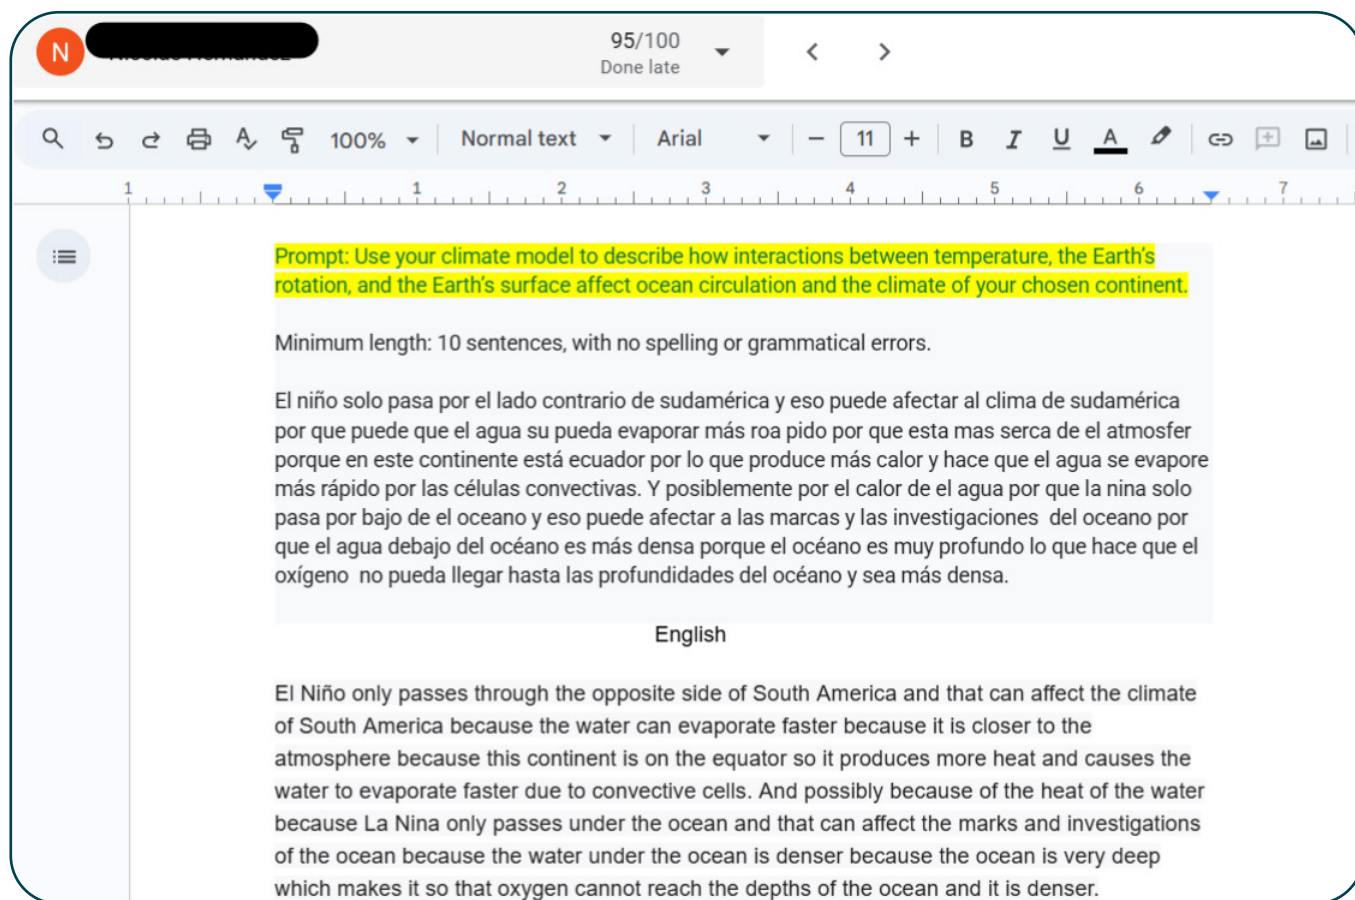 N
95/100
Done late
100%
Normal text
Arial
11
B I U A
1 1 2 3 4 5 6 7
Prompt: Use your climate model to describe how interactions between temperature, the Earth's
rotation, and the Earth's surface affect ocean circulation and the climate of your chosen continent.
Minimum length: 10 sentences, with no spelling or grammatical errors.
El niño solo pasa por el lado contrario de sudamérica y eso puede afectar al clima de sudamérica
por que puede que el agua su pueda evaporar más roa pido por que esta mas serca de el atmosfer
porque en este continente está ecuador por lo que produce más calor y hace que el agua se evapore
más rápido por las células convectivas. Y posiblemente por el calor de el agua por que la nina solo
pasa por bajo de el oceano y eso puede afectar a las marcas y las investigaciones  del oceano por
que el agua debajo del océano es más densa porque el océano es muy profundo lo que hace que el
oxígeno  no pueda llegar hasta las profundidades del océano y sea más densa.
English
El Niño only passes through the opposite side of South America and that can affect the climate
of South America because the water can evaporate faster because it is closer to the
atmosphere because this continent is on the equator so it produces more heat and causes the
water to evaporate faster due to convective cells. And possibly because of the heat of the water
because La Nina only passes under the ocean and that can affect the marks and investigations
of the ocean because the water under the ocean is denser because the ocean is very deep
which makes it so that oxygen cannot reach the depths of the ocean and it is denser.